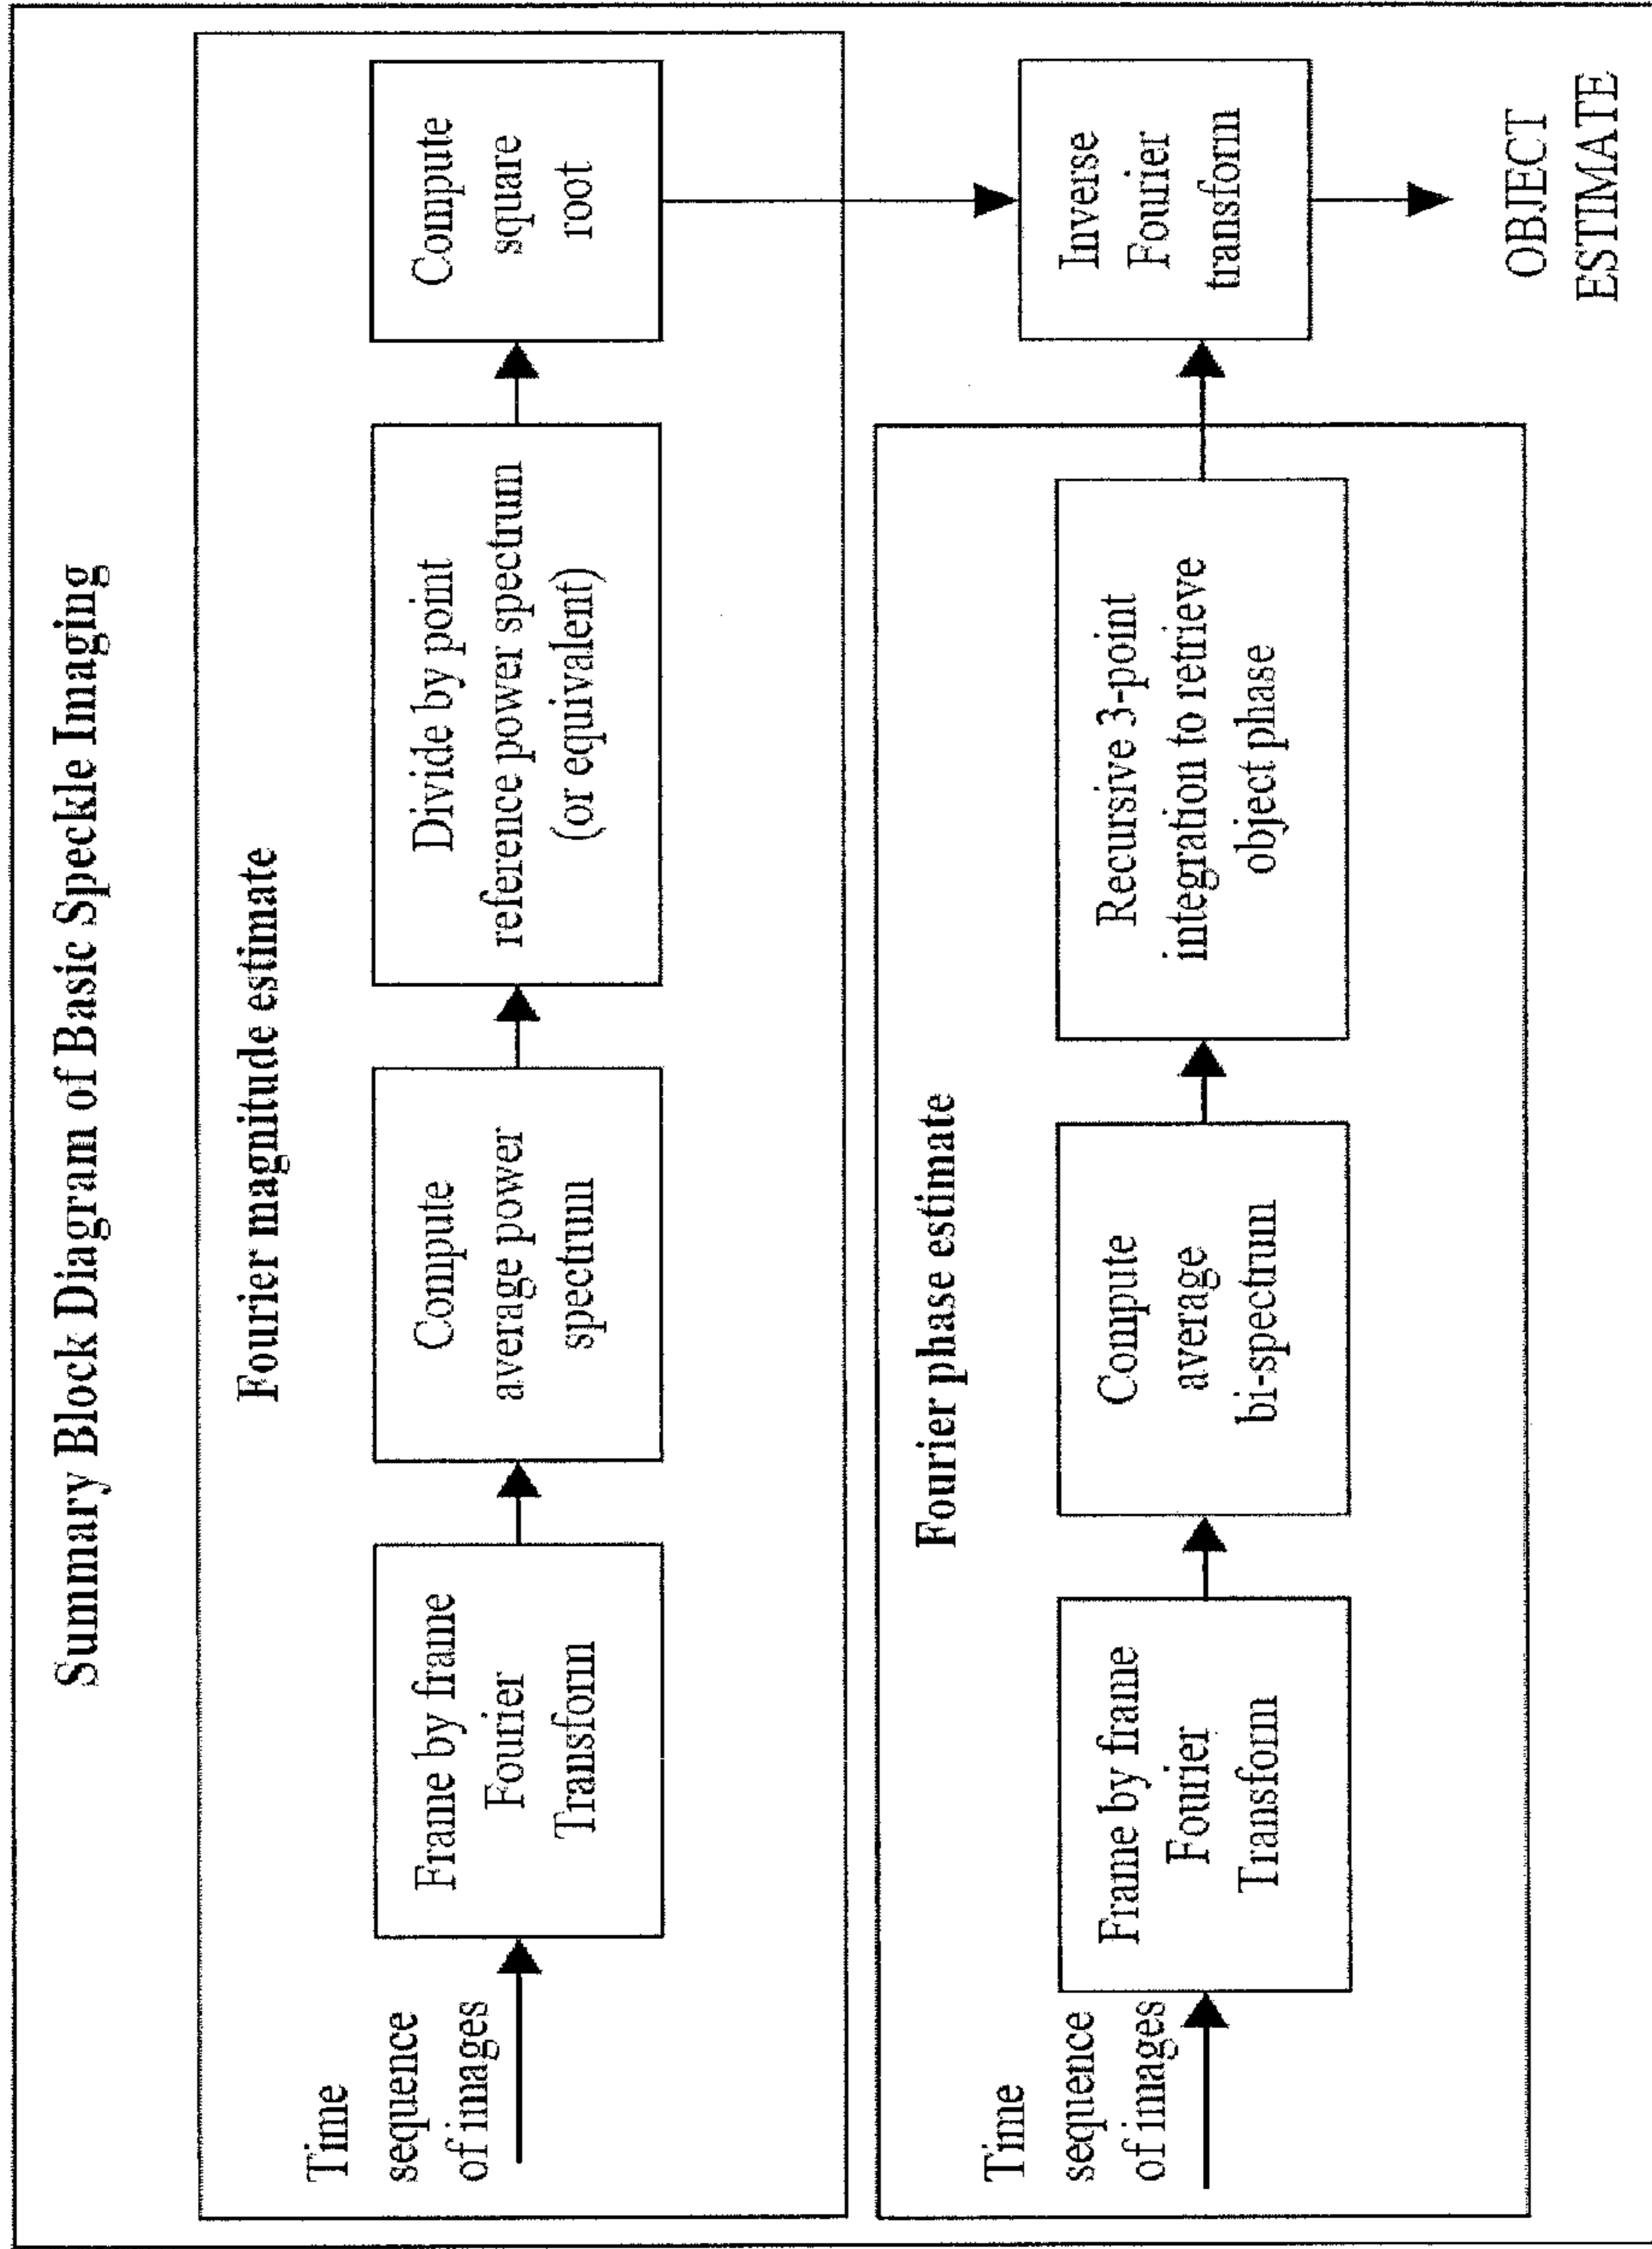 Summary Block Diagram of Basic Speckle Imaging
Fourier magnitude estimate
Time
sequence
of images
Frame by frame
Fourier
Transform
Compute
average power
spectrum
Divide by point
reference power spectrum
(or equivalent)
Compute
square
root
Fourier phase estimate
Time
sequence
of images
Frame by frame
Fourier
Transform
Compute
average
bi-spectrum
Recursive 3-point
integration to retrieve
object phase
Inverse
Fourier
transform
OBJECT
ESTIMATE